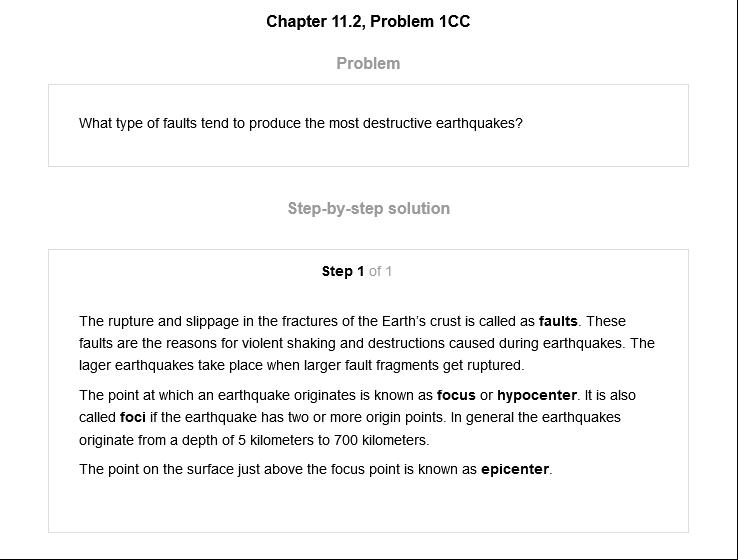 Chapter 11.2, Problem 1CC
Problem
What type of faults tend to produce the most destructive earthquakes?
Step-by-step solution
Step 1 of 1
The rupture and slippage in the fractures of the Earth's crust is called as faults. These
faults are the reasons for violent shaking and destructions caused during earthquakes. The
lager earthquakes take place when larger fault fragments get ruptured.
The point at which an earthquake originates is known as focus or hypocenter. It is also
called foci if the earthquake has two or more origin points. In general the earthquakes
originate from a depth of 5 kilometers to 700 kilometers.
The point on the surface just above the focus point is known as epicenter.